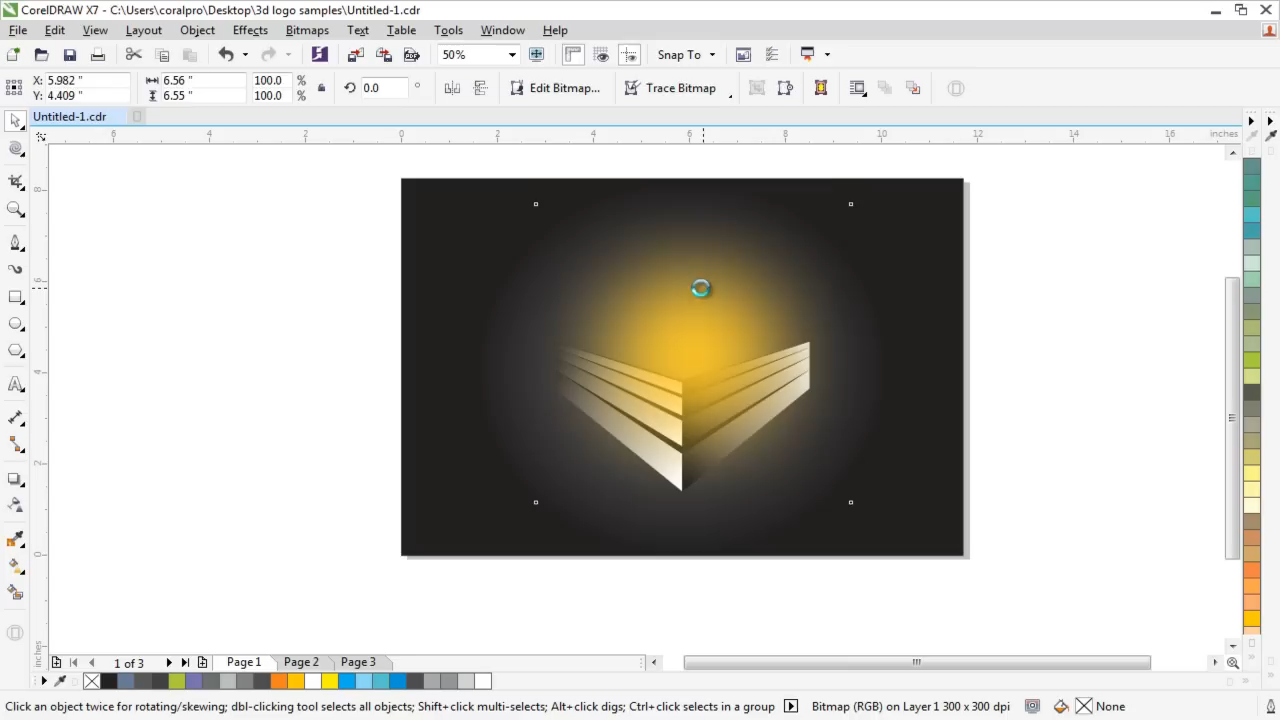 CorelDRAW X7 - C:\Users\coralpro\Desktop\3d logo samples\Untitled-1.cdr
File Edit View Layout Object Effects Bitmaps Text Table Tools Window Help
50% Snap To
X: 5.982 " 6.56 " 100.0 % 0.0 ° Edit Bitmap... Trace Bitmap
Y: 4.409 " 6.55 " 100.0 %
Untitled-1.cdr
6 4 2 0 2 4 6 8 10 12 14 16 inches
8
6
4
2
0
inches
1 of 3 Page 1 Page 2 Page 3
Click an object twice for rotating/skewing; dbl-clicking tool selects all objects; Shift+click multi-selects; Alt+click digs; Ctrl+click selects in a group Bitmap (RGB) on Layer 1 300 x 300 dpi None